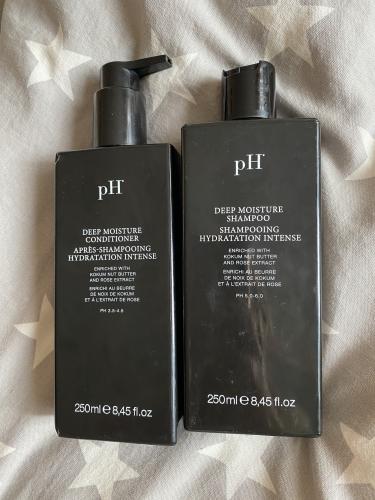 pH
DEEP MOISTURE
CONDITIONER
APRÈS-SHAMPOOING
HYDRATATION INTENSE
ENRICHED WITH
KOKUM NUT BUTTER
AND ROSE EXTRACT
ENRICHI AU BEURRE
DE NOIX DE KOKUM
ET À L'EXTRAIT DE ROSE
PH 3.8-4.8
250ml e 8,45 fl.oz
pH
DEEP MOISTURE
SHAMPOO
SHAMPOOING
HYDRATATION INTENSE
ENRICHED WITH
KOKUM NUT BUTTER
AND ROSE EXTRACT
ENRICHI AU BEURRE
DE NOIX DE KOKUM
ET À L'EXTRAIT DE ROSE
PH 5.0-6.0
250ml e 8,45 fl.oz